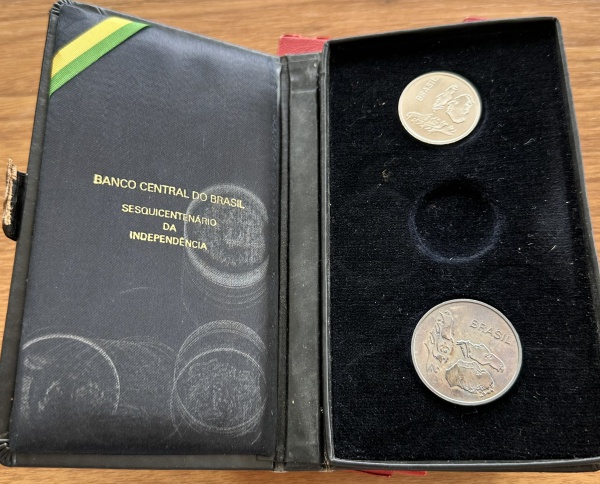 BANCO CENTRAL DO BRASIL
SESQUICENTENÁRIO
DA
INDEPENDÊNCIA
BRASIL
BRASIL